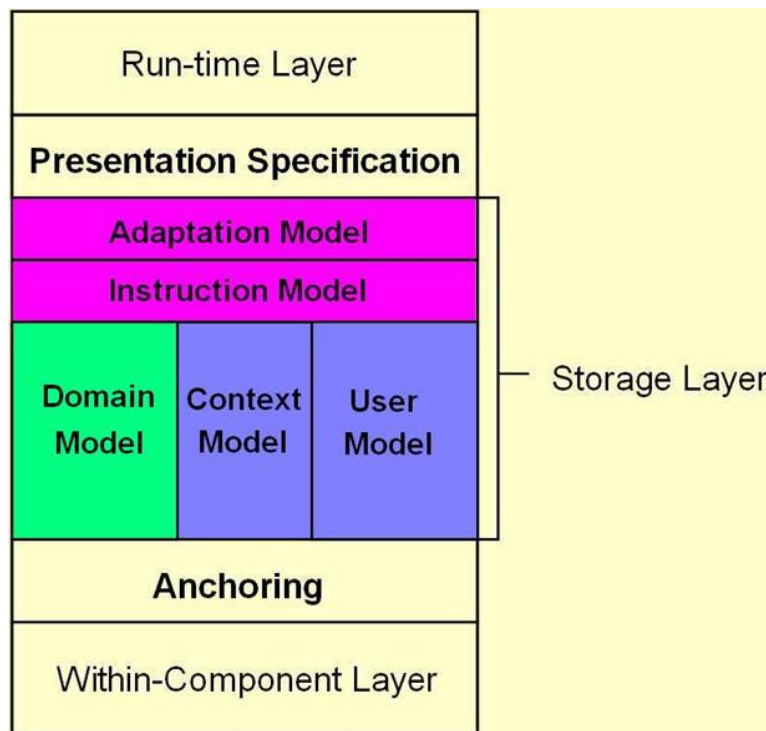 Run-time Layer
Presentation Specification
Adaptation Model
Instruction Model
Domain
Model
Context
Model
User
Model
Storage Layer
Anchoring
Within-Component Layer